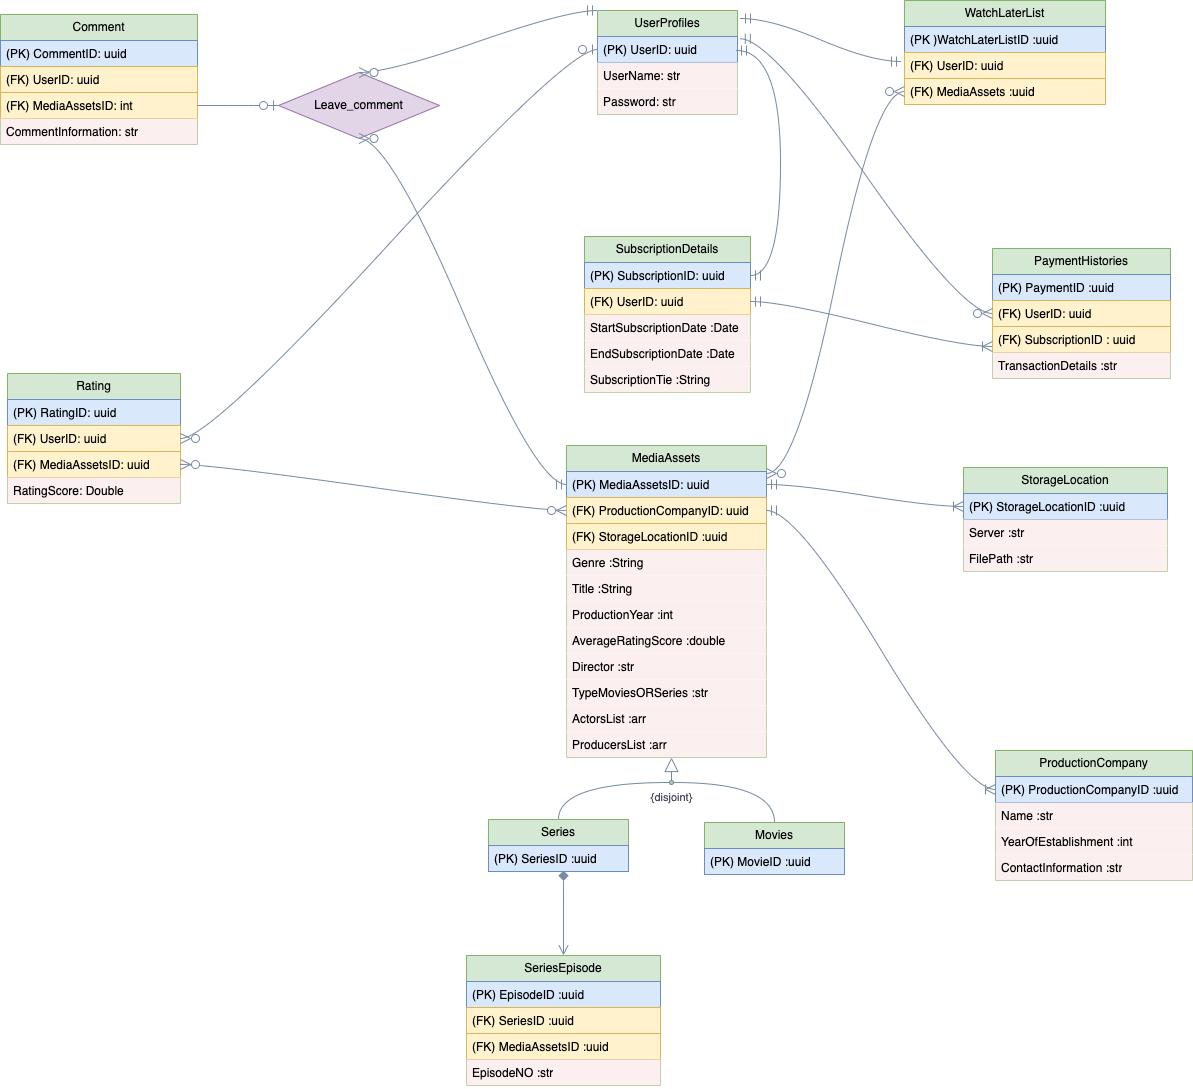 Comment
(PK) CommentID: uuid
(FK) UserID: uuid
(FK) MediaAssetsID: int
CommentInformation: str
Leave_comment
UserProfiles
(PK) UserID: uuid
UserName: str
Password: str
WatchLaterList
(PK )WatchLaterListID :uuid
(FK) UserID: uuid
(FK) MediaAssets :uuid
SubscriptionDetails
(PK) SubscriptionID: uuid
(FK) UserID: uuid
StartSubscriptionDate :Date
EndSubscriptionDate :Date
SubscriptionTie :String
PaymentHistories
(PK) PaymentID :uuid
(FK) UserID: uuid
(FK) SubscriptionID : uuid
TransactionDetails :str
Rating
(PK) RatingID: uuid
(FK) UserID: uuid
(FK) MediaAssetsID: uuid
RatingScore: Double
MediaAssets
(PK) MediaAssetsID: uuid
(FK) ProductionCompanyID: uuid
(FK) StorageLocationID :uuid
Genre :String
Title :String
ProductionYear :int
AverageRatingScore :double
Director :str
TypeMoviesORSeries :str
ActorsList :arr
ProducersList :arr
StorageLocation
(PK) StorageLocationID :uuid
Server :str
FilePath :str
ProductionCompany
(PK) ProductionCompanyID :uuid
Name :str
YearOfEstablishment :int
ContactInformation :str
{disjoint}
Series
(PK) SeriesID :uuid
Movies
(PK) MovieID :uuid
SeriesEpisode
(PK) EpisodeID :uuid
(FK) SeriesID :uuid
(FK) MediaAssetsID :uuid
EpisodeNO :str